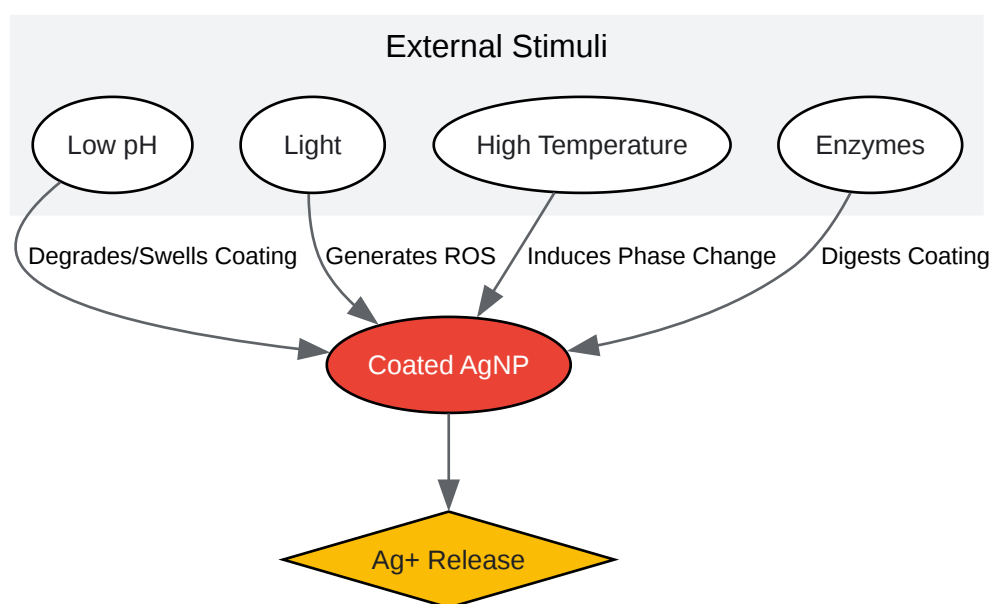 External Stimuli
Low pH
Light
High Temperature
Enzymes
Degrades/Swells Coating
Generates ROS
Induces Phase Change
Digests Coating
Coated AgNP
Ag+ Release